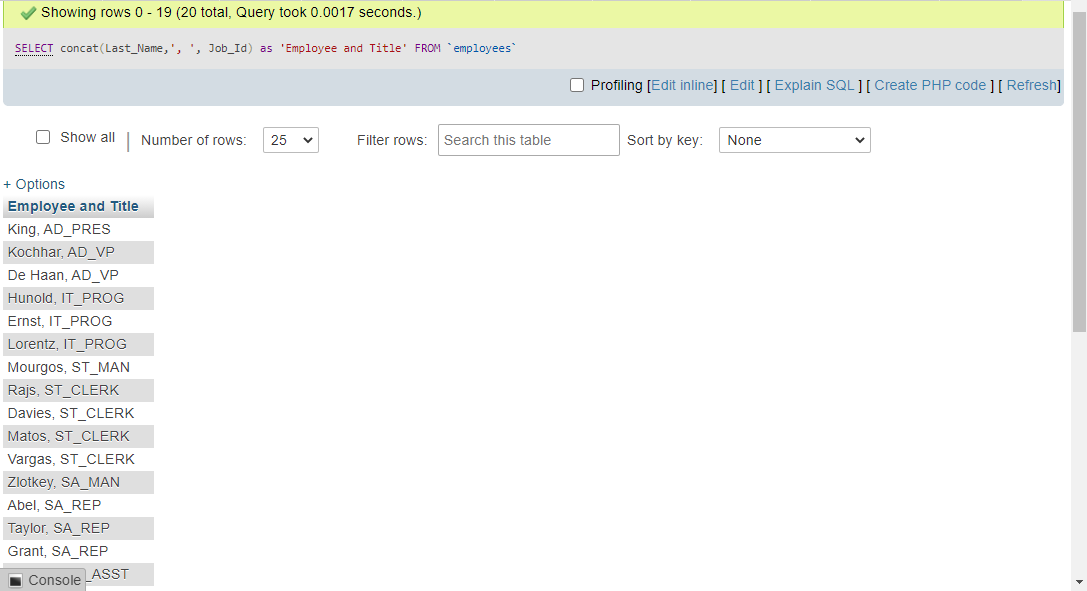 Showing rows 0 - 19 (20 total, Query took 0.0017 seconds.)
SELECT concat(Last_Name,', ', Job_Id) as 'Employee and Title' FROM `employees`
Profiling [Edit inline] [ Edit ] [ Explain SQL ] [ Create PHP code ] [ Refresh]
Show all | Number of rows: 25 Filter rows: Search this table Sort by key: None
+ Options
Employee and Title
King, AD_PRES
Kochhar, AD_VP
De Haan, AD_VP
Hunold, IT_PROG
Ernst, IT_PROG
Lorentz, IT_PROG
Mourgos, ST_MAN
Rajs, ST_CLERK
Davies, ST_CLERK
Matos, ST_CLERK
Vargas, ST_CLERK
Zlotkey, SA_MAN
Abel, SA_REP
Taylor, SA_REP
Grant, SA_REP
Console _ASST